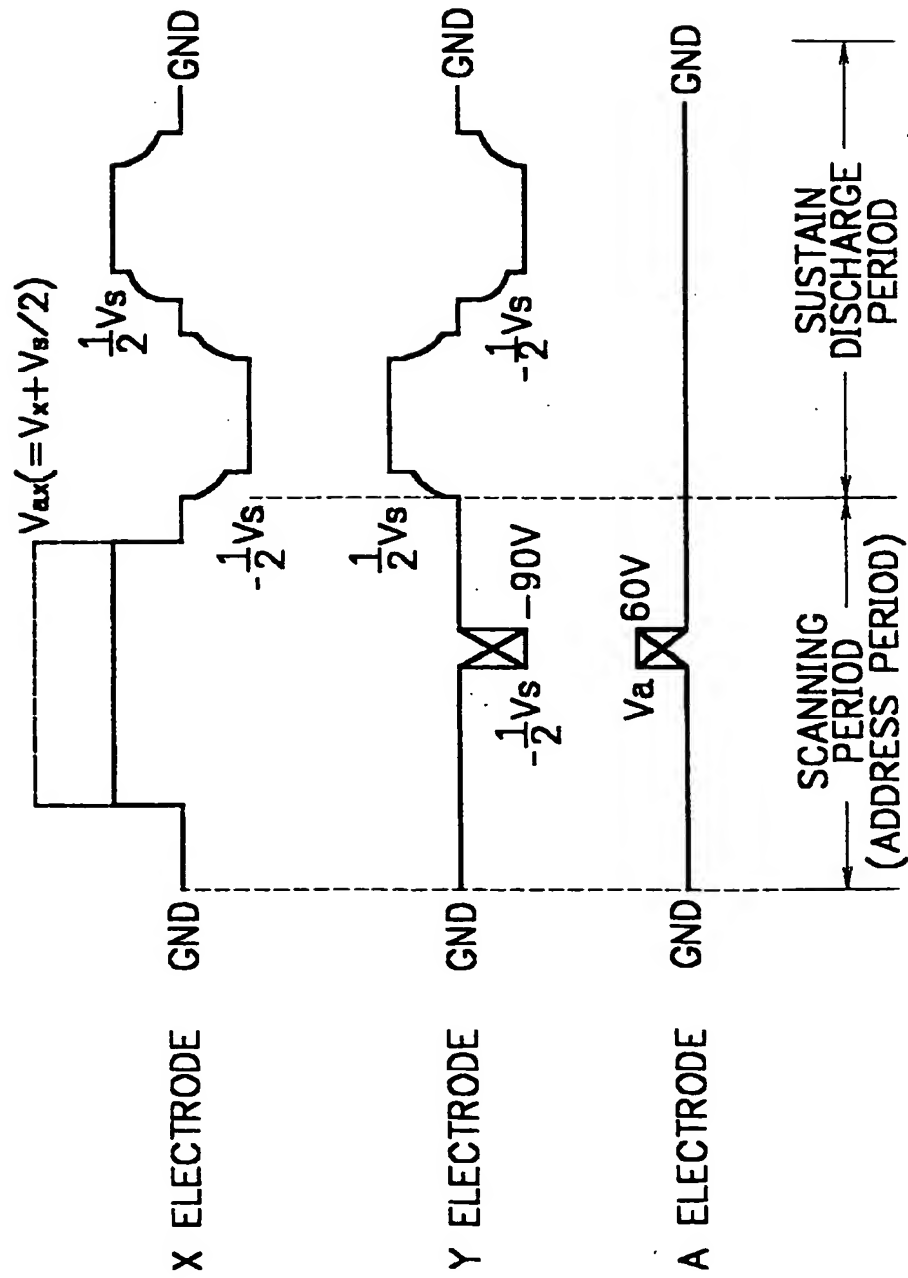 Vax(=Vx+Vs/2)
X ELECTRODE
GND
-1/2Vs
1/2Vs
GND
Y ELECTRODE
GND
-1/2Vs
-90V
1/2Vs
-1/2Vs
GND
A ELECTRODE
GND
Va
60V
GND
SCANNING
PERIOD
(ADDRESS PERIOD)
SUSTAIN
DISCHARGE
PERIOD